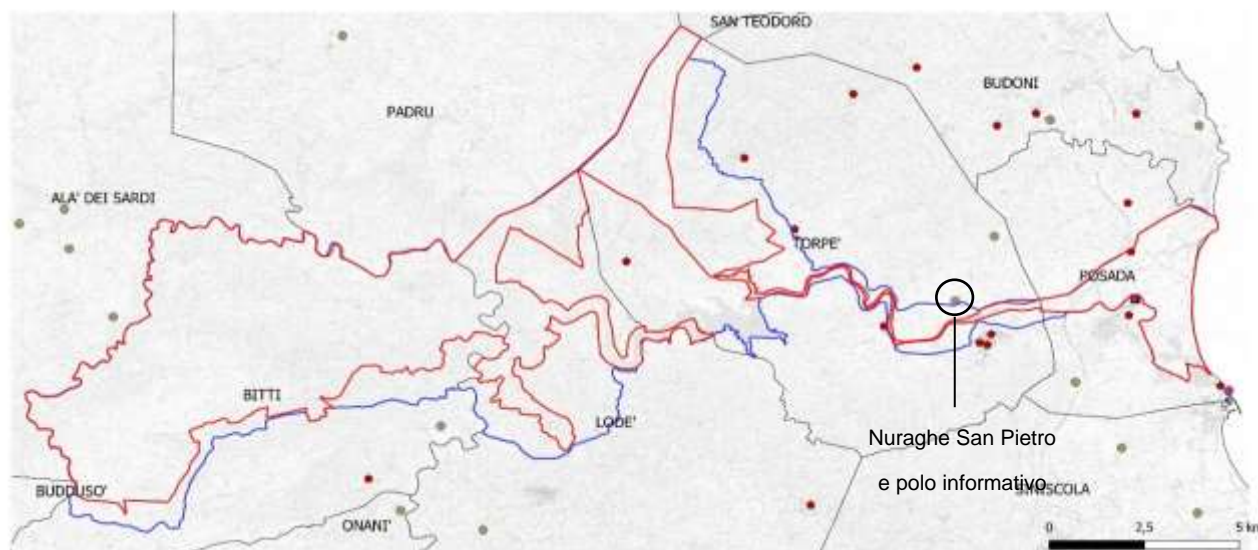 SAN TEODORO
BUDONI
PADRU
ALA' DEI SARDI
TORPE'
POSADA
BITTI
LODE'
Nuraghe San Pietro
e polo informativo
BUDDUSO'
SINISCOLA
ONANI'
0 2,5 5 km